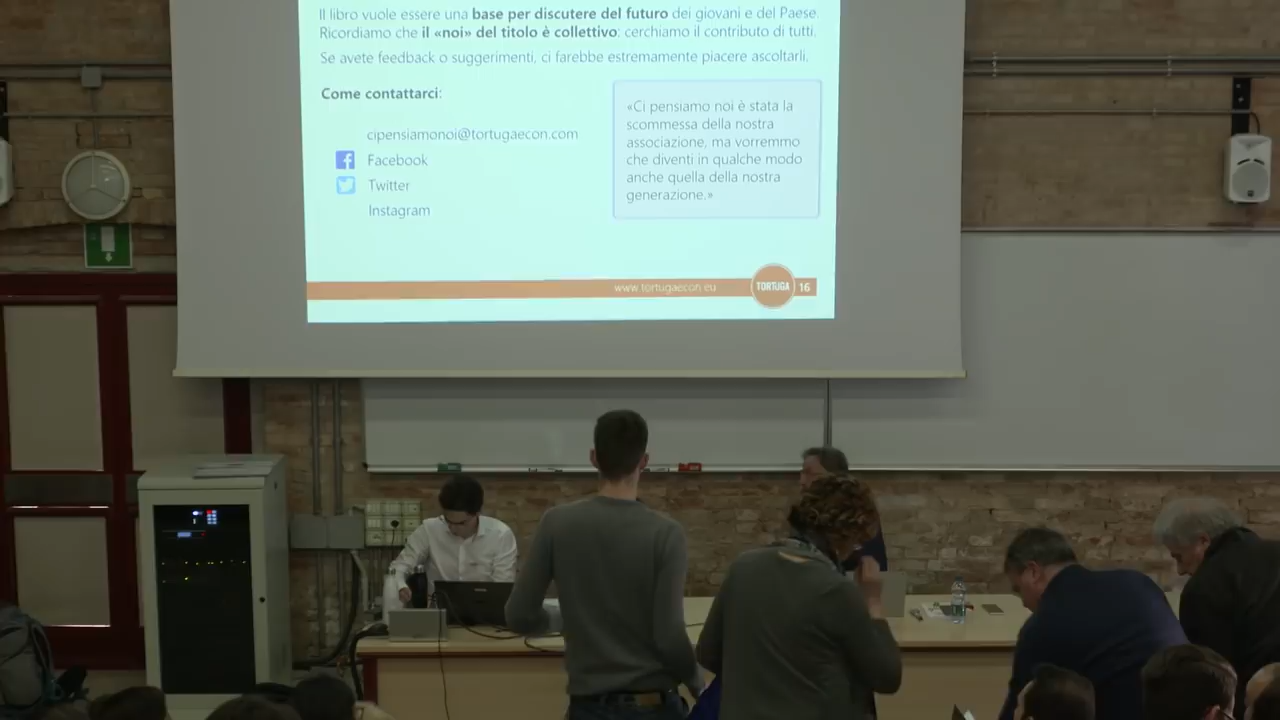 Il libro vuole essere una base per discutere del futuro dei giovani e del Paese.
Ricordiamo che il «noi» del titolo è collettivo: cerchiamo il contributo di tutti.
Se avete feedback o suggerimenti, ci farebbe estremamente piacere ascoltarli.
Come contattarci:
cipensiamonoi@tortugaecon.com
Facebook
Twitter
Instagram
«Ci pensiamo noi è stata la
scommessa della nostra
associazione, ma vorremmo
che diventi in qualche modo
anche quella della nostra
generazione.»
www.tortugaecon.eu
TORTUGA
16